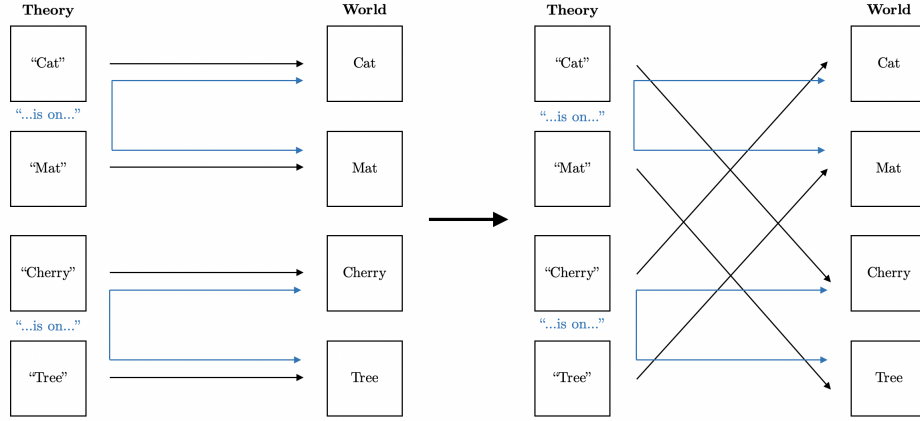 Theory World Theory World
“Cat” Cat “Cat” Cat
“...is on...” “...is on...”
“Mat” Mat “Mat” Mat
“Cherry” Cherry “Cherry” Cherry
“...is on...” “...is on...”
“Tree” Tree “Tree” Tree